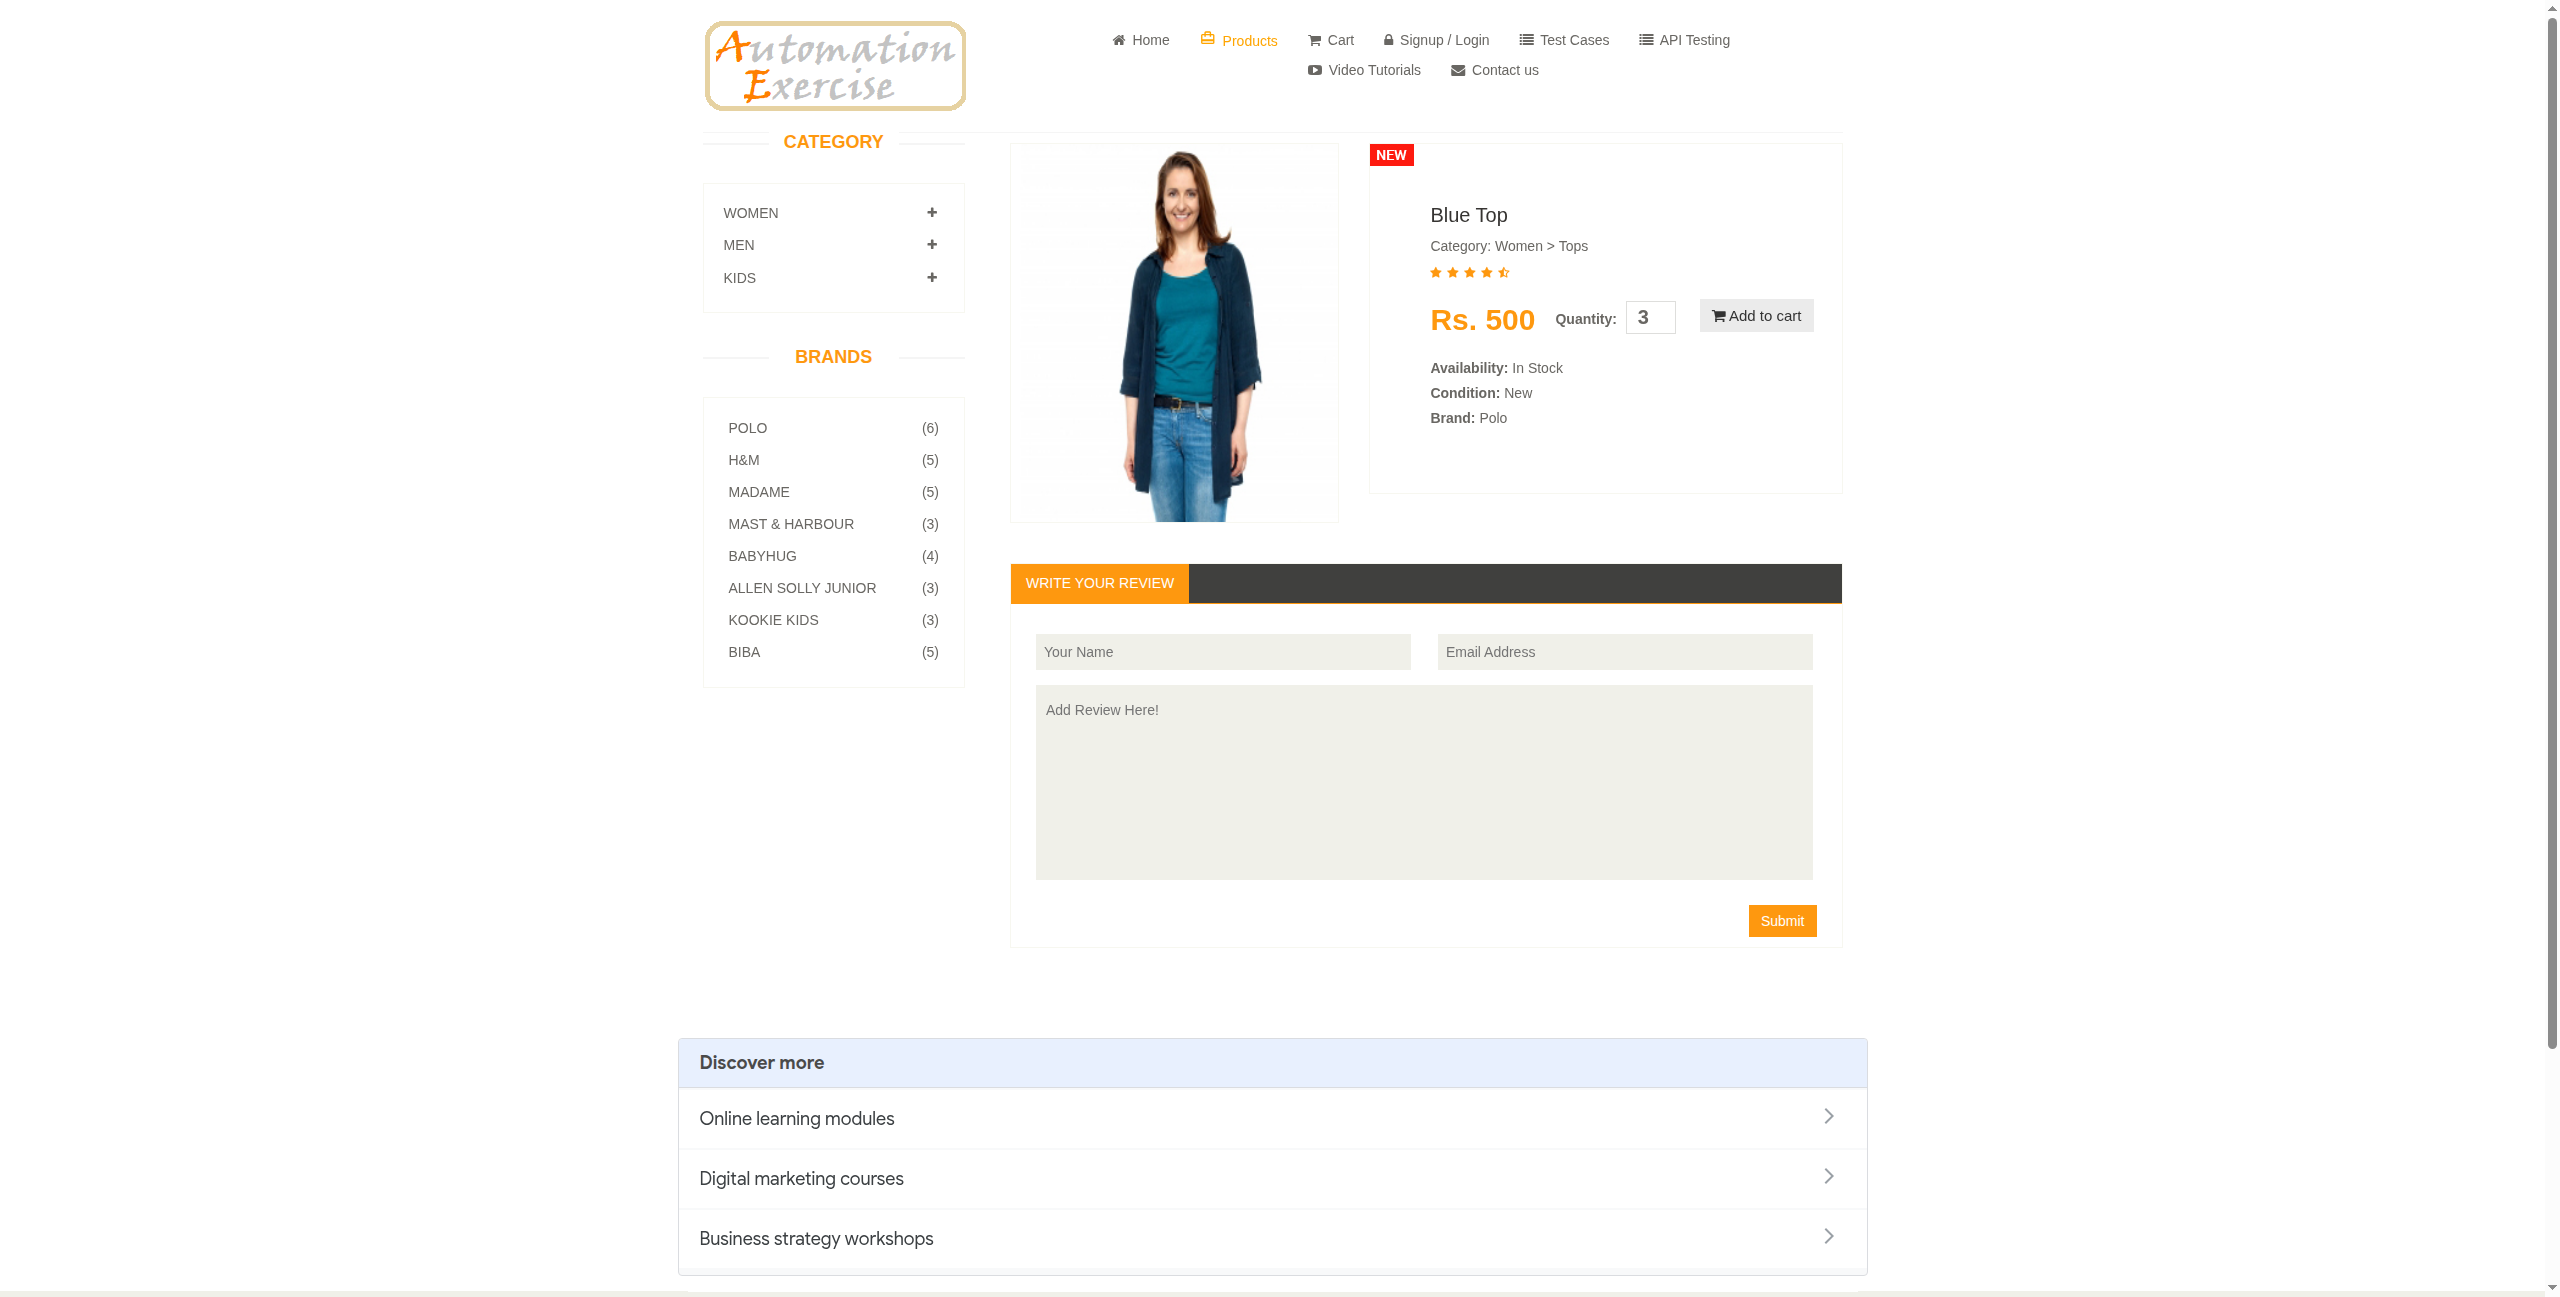 Automation
Exercise
Home
Products
Cart
Signup / Login
Test Cases
API Testing
Video Tutorials
Contact us
CATEGORY
WOMEN
MEN
KIDS
BRANDS
POLO (6)
H&M (5)
MADAME (5)
MAST & HARBOUR (3)
BABYHUG (4)
ALLEN SOLLY JUNIOR (3)
KOOKIE KIDS (3)
BIBA (5)
NEW
Blue Top
Category: Women > Tops
Rs. 500 Quantity: 3 Add to cart
Availability: In Stock
Condition: New
Brand: Polo
WRITE YOUR REVIEW
Your Name
Email Address
Add Review Here!
Submit
Discover more
Online learning modules
Digital marketing courses
Business strategy workshops